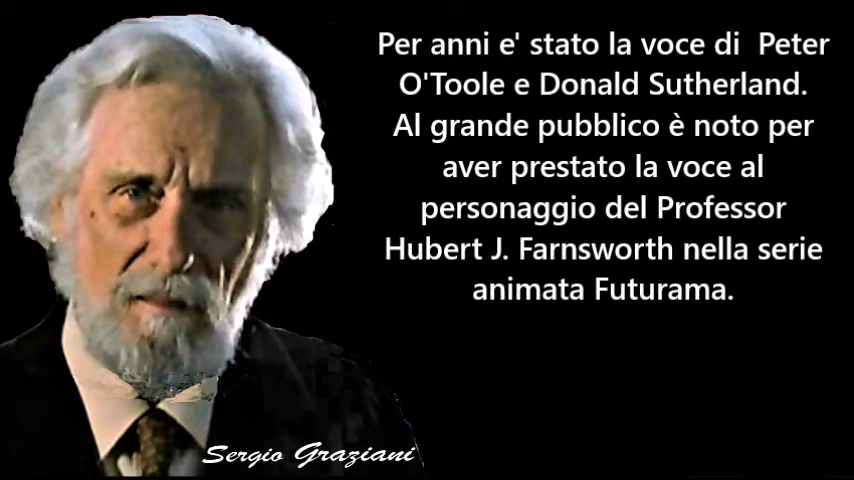 Per anni e' stato la voce di  Peter
O'Toole e Donald Sutherland.
Al grande pubblico è noto per
aver prestato la voce al
personaggio del Professor
Hubert J. Farnsworth nella serie
animata Futurama.
Sergio Graziani